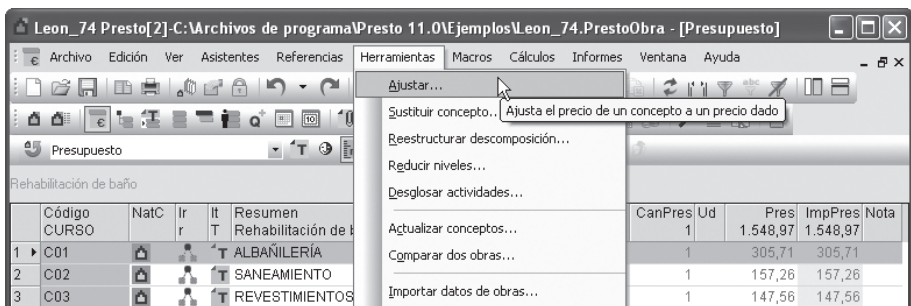 Leon_74 Presto[2]-C:\Archivos de programa\Presto 11.0\Ejemplos\Leon_74.PrestoObra - [Presupuesto]
Archivo Edición Ver Asistentes Referencias Herramientas Macros Cálculos Informes Ventana Ayuda
Ajustar...
Sustituir concepto.. Ajusta el precio de un concepto a un precio dado
Presupuesto
Reestructurar descomposición...
Reducir niveles...
Rehabilitación de baño
Desglosar actividades...
Código NatC Ir It Resumen CanPres Ud Pres ImpPres Nota
CURSO r T Rehabilitación de 1 1.548,97 1.548,97
Actualizar conceptos...
1 C01 T ALBAÑILERÍA 1 305,71 305,71
Comparar dos obras...
2 C02 T SANEAMIENTO 1 157,26 157,26
3 C03 T REVESTIMIENTOS 1 147,56 147,56
Importar datos de obras...